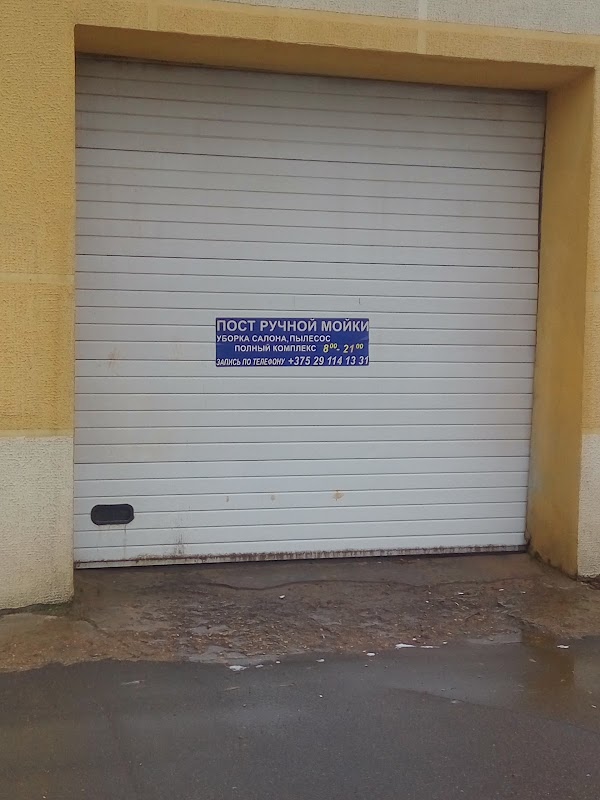 ПОСТ РУЧНОЙ МОЙКИ
УБОРКА САЛОНА, ПЫЛЕСОС
ПОЛНЫЙ КОМПЛЕКС 8⁰⁰- 21⁰⁰
ЗАПИСЬ ПО ТЕЛЕФОНУ +375 29 114 13 31